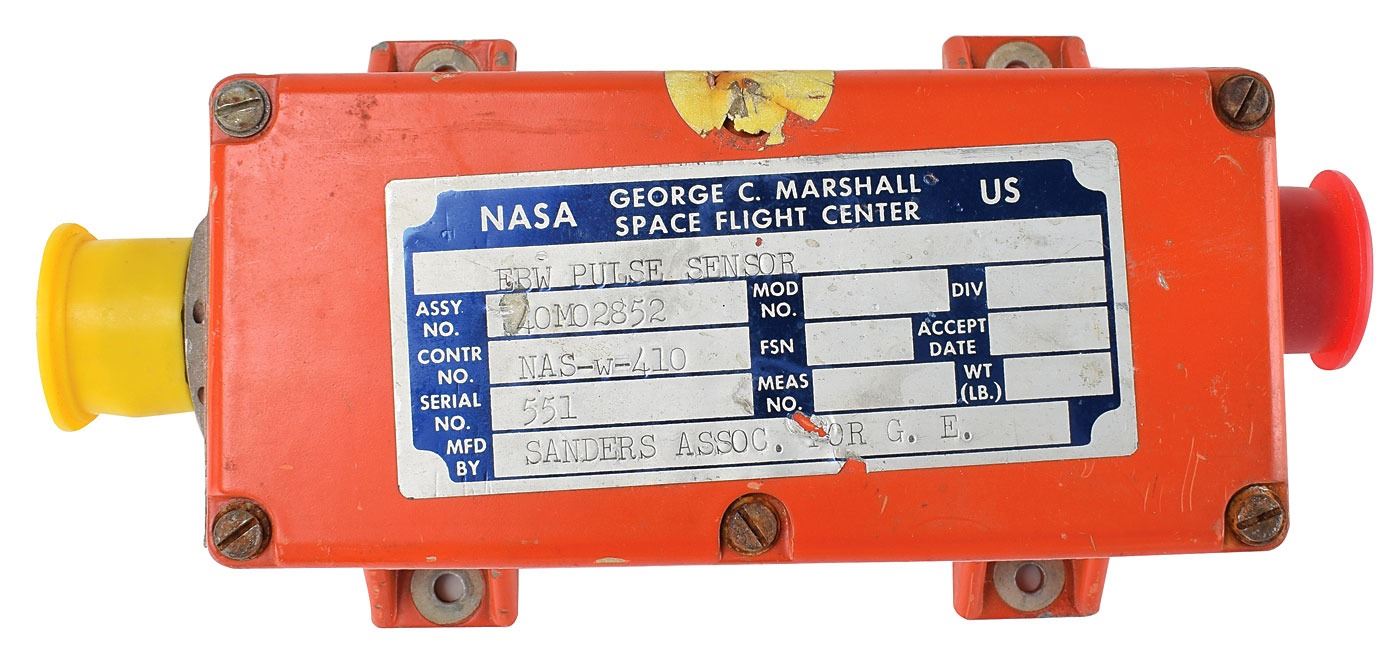 NASA GEORGE C. MARSHALL US
SPACE FLIGHT CENTER
EBW PULSE SENSOR
ASSY NO. 40M02852
MOD NO.
DIV
CONTR NO. NAS-w-410
FSN
ACCEPT DATE
SERIAL NO. 551
MEAS NO.
WT (LB.)
MFD BY SANDERS ASSOC. FOR G. E.